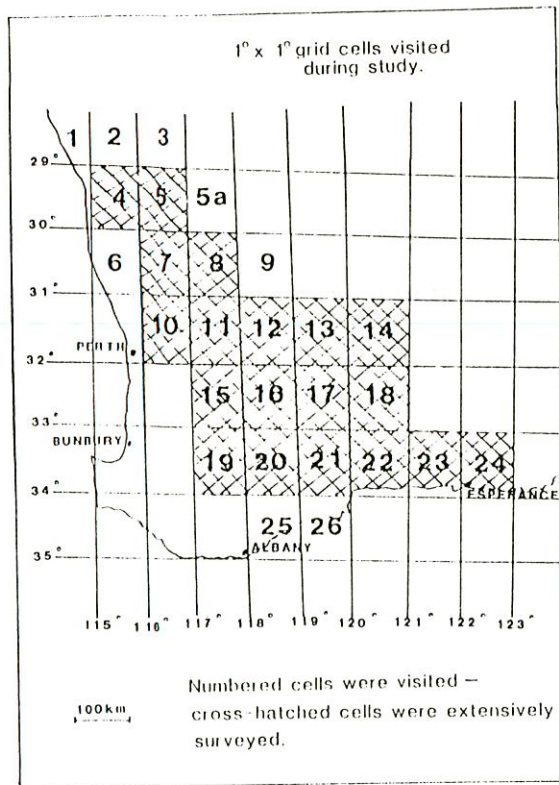 1° x 1° grid cells visited
during study.
1 2 3
29°
4 5 5a
30°
6 7 8 9
31°
10 11 12 13 14
PERTH
32°
15 16 17 18
33°
BUNBURY
19 20 21 22 23 24
34°
ESPERANCE
25 26
35°
ALBANY
115° 116° 117° 118° 119° 120° 121° 122° 123°
Numbered cells were visited –
100km
cross-hatched cells were extensively
surveyed.